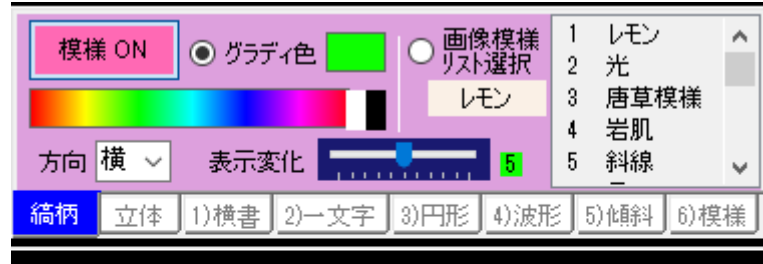 模様 ON
グラディ色
画像模様
リスト選択
レモン
方向 横
表示変化
5
1 レモン
2 光
3 唐草模様
4 岩肌
5 斜線
縞柄 立体 1)横書 2)一文字 3)円形 4)波形 5)傾斜 6)模様